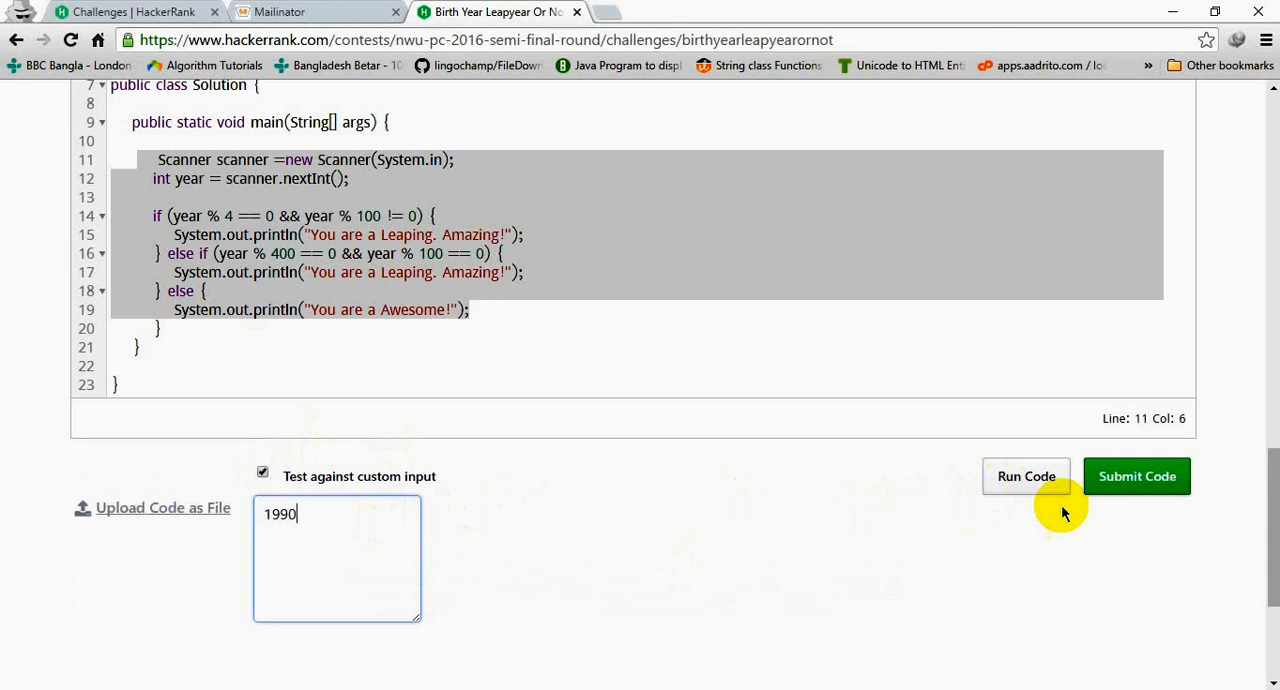 Challenges | HackerRank
Mailinator
Birth Year Leapyear Or No
https://www.hackerrank.com/contests/nwu-pc-2016-semi-final-round/challenges/birthyearleapyearornot
BBC Bangla - London
Algorithm Tutorials
Bangladesh Betar - 10
lingochamp/FileDown
Java Program to displ
String class Functions
Unicode to HTML Enti
apps.aadrito.com / lo
»
Other bookmarks
7 public class Solution {
8
9 public static void main(String[] args) {
10
11 Scanner scanner =new Scanner(System.in);
12 int year = scanner.nextInt();
13
14 if (year % 4 == 0 && year % 100 != 0) {
15 System.out.println("You are a Leaping. Amazing!");
16 } else if (year % 400 == 0 && year % 100 == 0) {
17 System.out.println("You are a Leaping. Amazing!");
18 } else {
19 System.out.println("You are a Awesome!");
20 }
21 }
22
23 }
Line: 11 Col: 6
Test against custom input
Run Code
Submit Code
Upload Code as File
1990